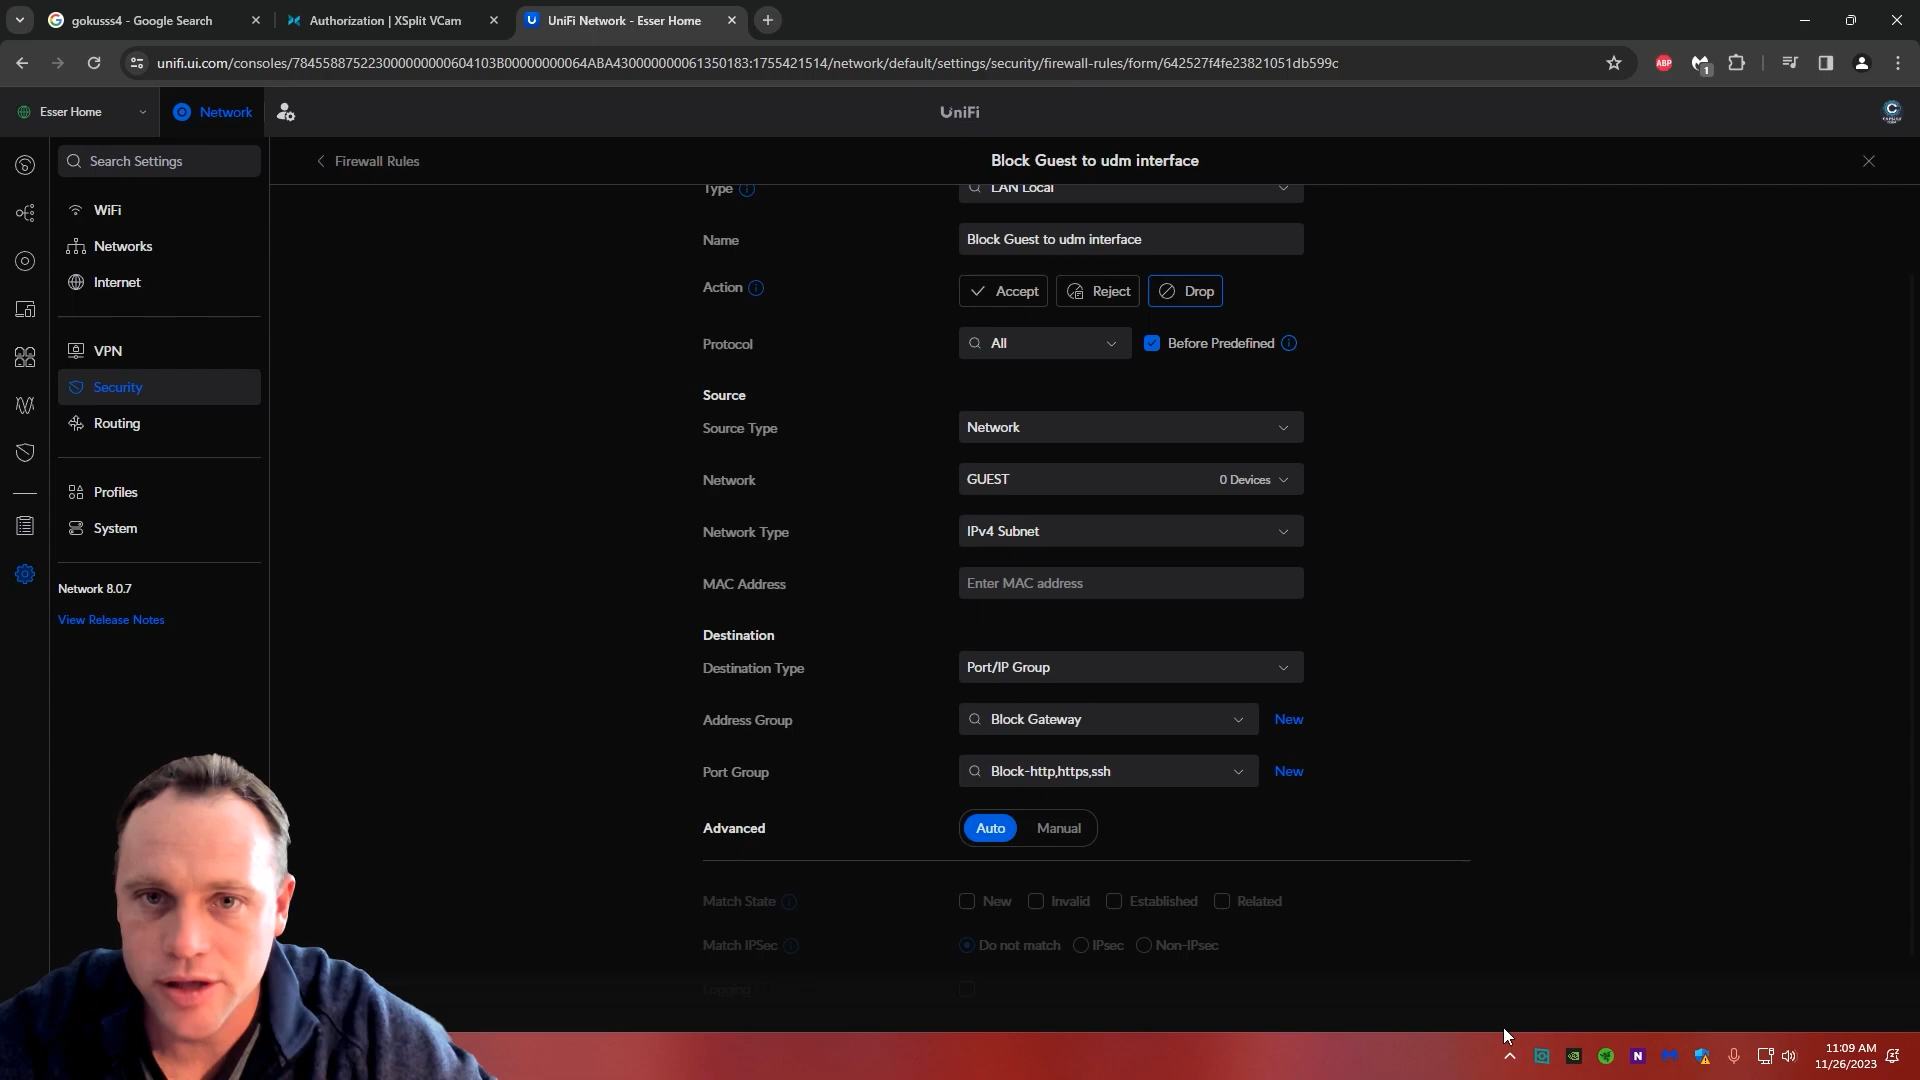 gokusss4 - Google Search
Authorization | XSplit VCam
UniFi Network - Esser Home
unifi.ui.com/consoles/784558875223000000000604103B00000000064ABA430000000061350183:1755421514/network/default/settings/security/firewall-rules/form/642527f4fe23821051db599c
ABP
1
Esser Home
Network
UniFi
Search Settings
Firewall Rules
Block Guest to udm interface
WiFi
Networks
Internet
VPN
Security
Routing
Profiles
System
Network 8.0.7
View Release Notes
Type
LAN Local
Name
Block Guest to udm interface
Action
Accept
Reject
Drop
Protocol
All
Before Predefined
Source
Source Type
Network
Network
GUEST
0 Devices
Network Type
IPv4 Subnet
MAC Address
Enter MAC address
Destination
Destination Type
Port/IP Group
Address Group
Block Gateway
New
Port Group
Block-http,https,ssh
New
Advanced
Auto
Manual
Match State
New
Invalid
Established
Related
Match IPSec
Do not match
IPsec
Non-IPsec
Logging
N
11:09 AM
11/26/2023